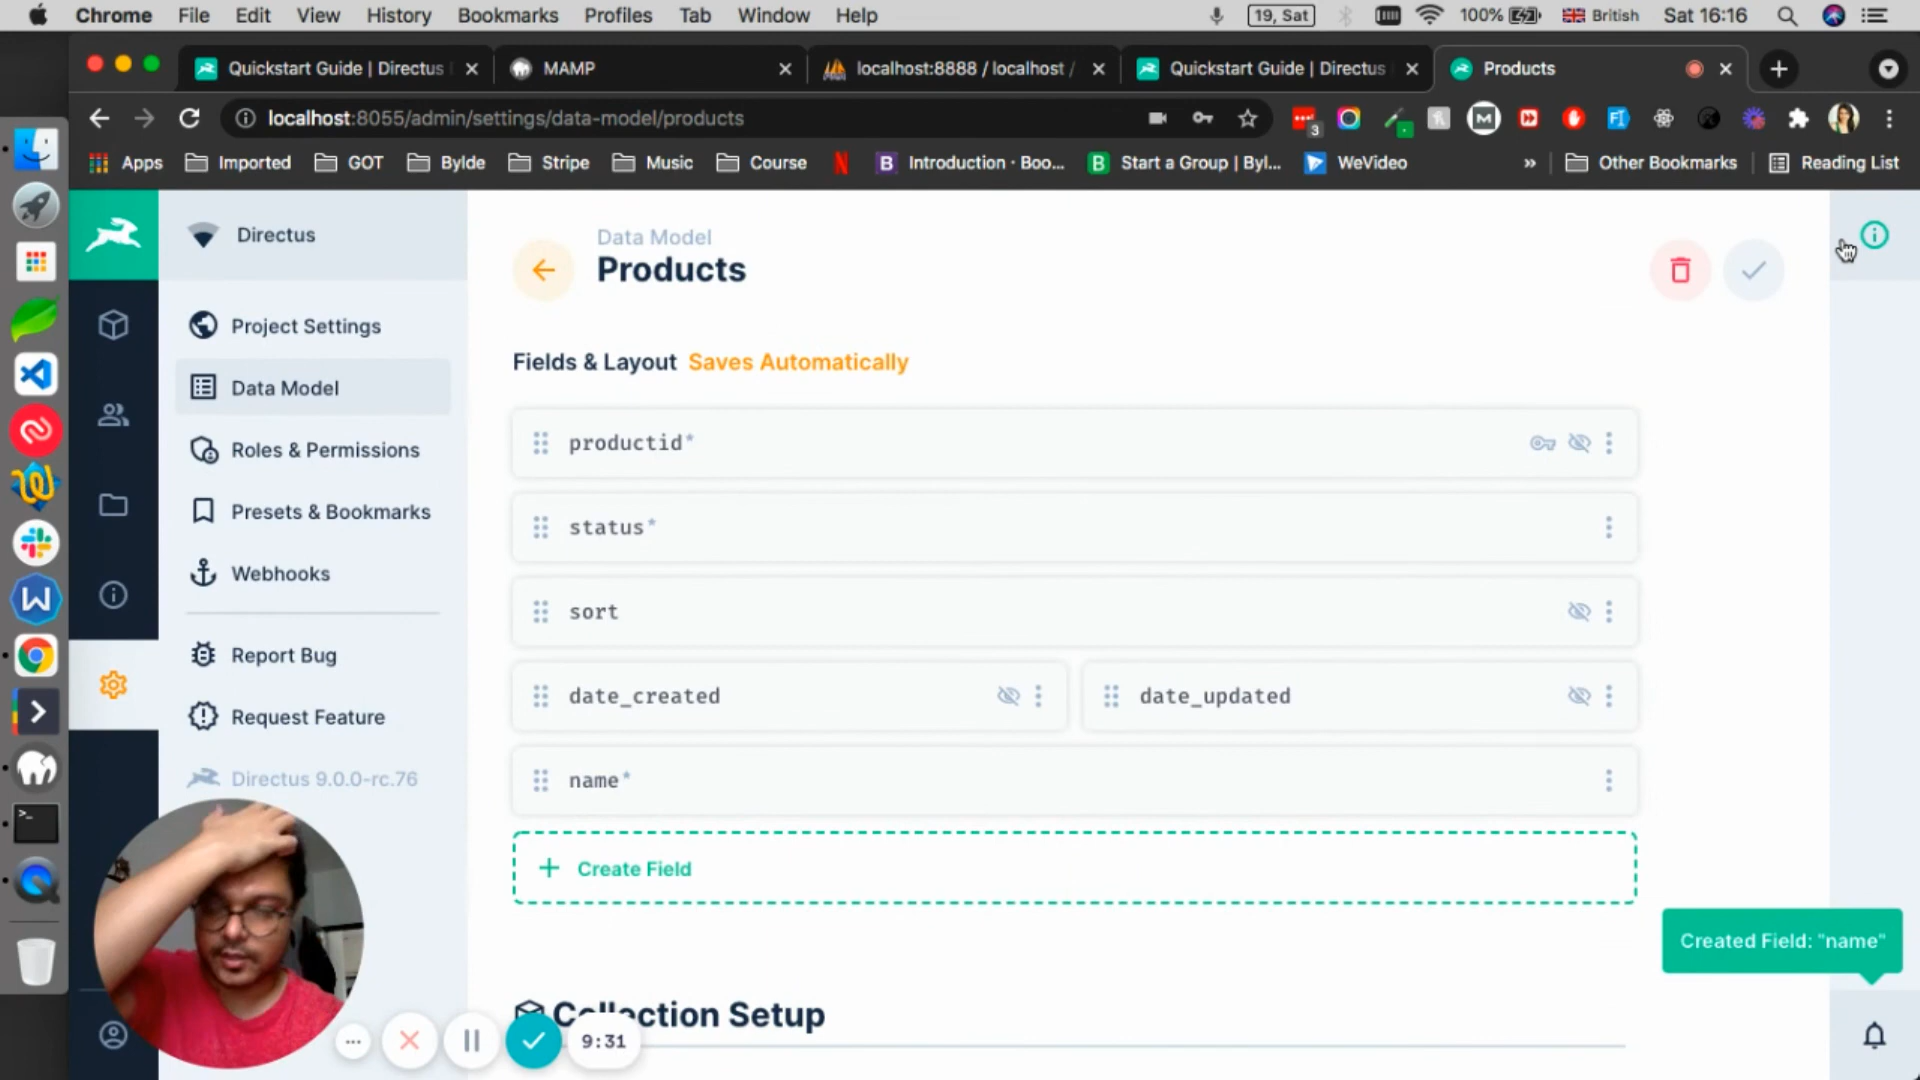 Chrome File Edit View History Bookmarks Profiles Tab Window Help 19, Sat 100% British Sat 16:16
Quickstart Guide | Directus MAMP localhost:8888 / localhost / Quickstart Guide | Directus Products
localhost:8055/admin/settings/data-model/products 3
Apps Imported GOT Bylde Stripe Music Course Introduction · Boo... Start a Group | Byl... WeVideo » Other Bookmarks Reading List
Directus
Project Settings
Data Model
Roles & Permissions
Presets & Bookmarks
Webhooks
Report Bug
Request Feature
Directus 9.0.0-rc.76
Data Model
Products
Fields & Layout Saves Automatically
productid*
status*
sort
date_created date_updated
name*
Create Field
Created Field: "name"
Collection Setup
9:31